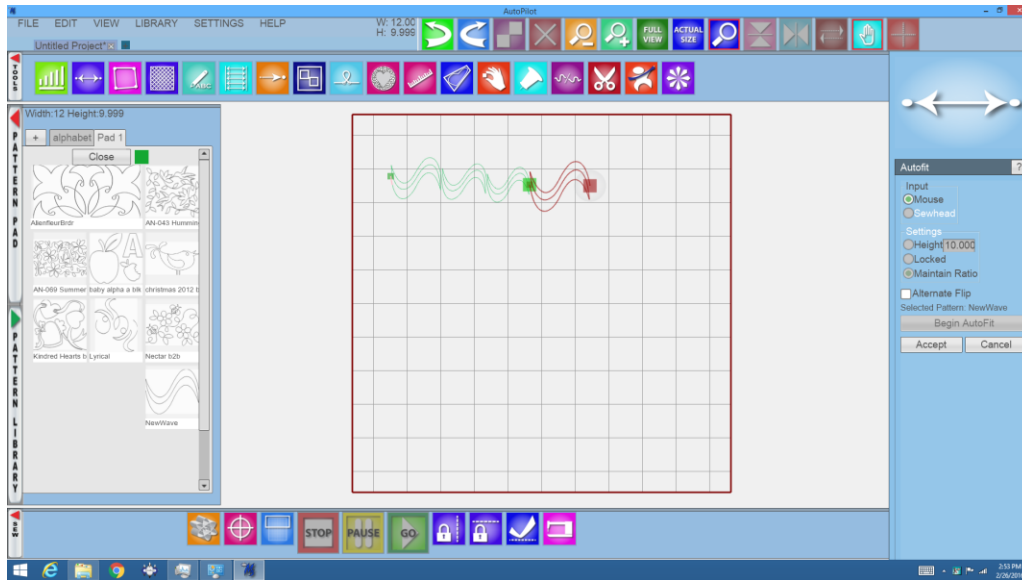 AutoPilot
FILE EDIT VIEW LIBRARY SETTINGS HELP
W: 12.00
H: 9.999
FULL VIEW
ACTUAL SIZE
Untitled Project*
TOOLS
ABC
Width:12 Height:9.999
+ alphabet Pad 1
Close
PATTERN PAD
AlienfleurBrdr
AN-043 Hummin
AN-069 Summer
baby alpha a blk
christmas 2012 b
Kindred Hearts b
Lyrical
Nectar b2b
NewWave
PATTERN LIBRARY
Autofit ?
Input
Mouse
Sewhead
Settings
Height 10.000
Locked
Maintain Ratio
Alternate Flip
Selected Pattern: NewWave
Begin AutoFit
Accept Cancel
SEW
STOP PAUSE GO
2:53 PM